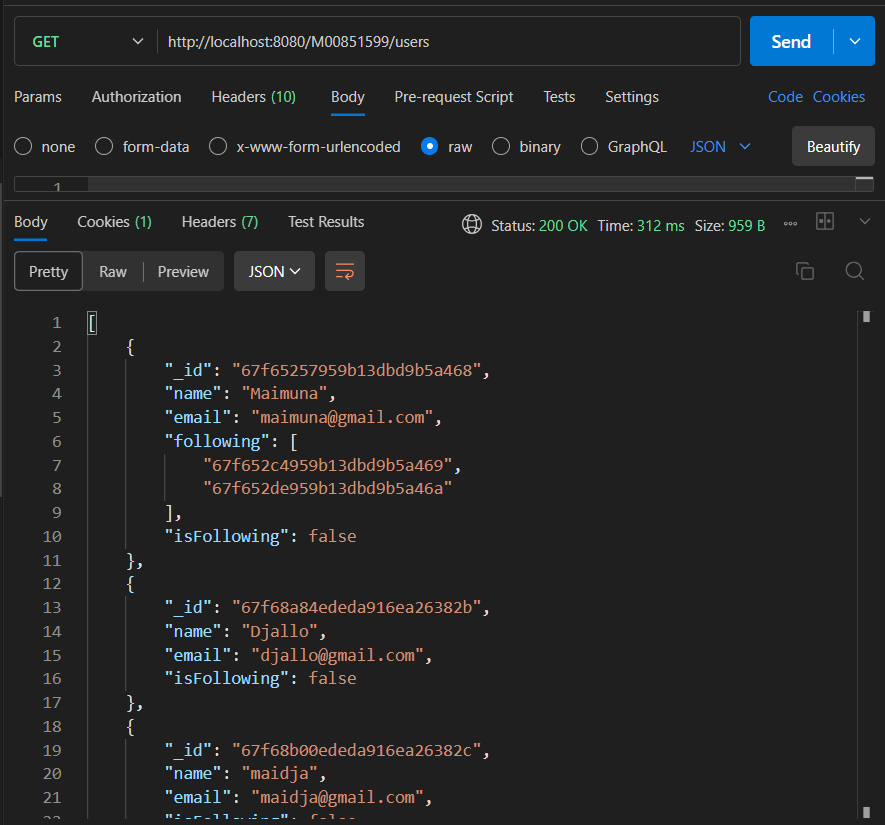 GET http://localhost:8080/M00851599/users Send
Params Authorization Headers (10) Body Pre-request Script Tests Settings Code Cookies
none form-data x-www-form-urlencoded raw binary GraphQL JSON Beautify
1
Body Cookies (1) Headers (7) Test Results Status: 200 OK Time: 312 ms Size: 959 B
Pretty Raw Preview JSON
1 [
2 {
3 "_id": "67f65257959b13dbd9b5a468",
4 "name": "Maimuna",
5 "email": "maimuna@gmail.com",
6 "following": [
7 "67f652c4959b13dbd9b5a469",
8 "67f652de959b13dbd9b5a46a"
9 ],
10 "isFollowing": false
11 },
12 {
13 "_id": "67f68a84ededa916ea26382b",
14 "name": "Djallo",
15 "email": "djallo@gmail.com",
16 "isFollowing": false
17 },
18 {
19 "_id": "67f68b00ededa916ea26382c",
20 "name": "maidja",
21 "email": "maidja@gmail.com",
22 "isFollowing": false